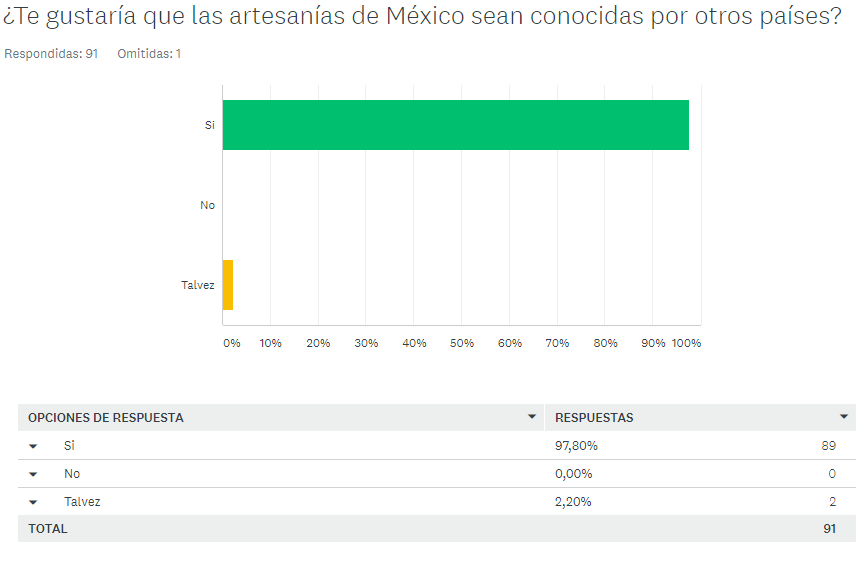 ¿Te gustaría que las artesanías de México sean conocidas por otros países?
Respondidas: 91 Omitidas: 1
Si
No
Talvez
0% 10% 20% 30% 40% 50% 60% 70% 80% 90% 100%
OPCIONES DE RESPUESTA RESPUESTAS
Si 97,80% 89
No 0,00% 0
Talvez 2,20% 2
TOTAL 91